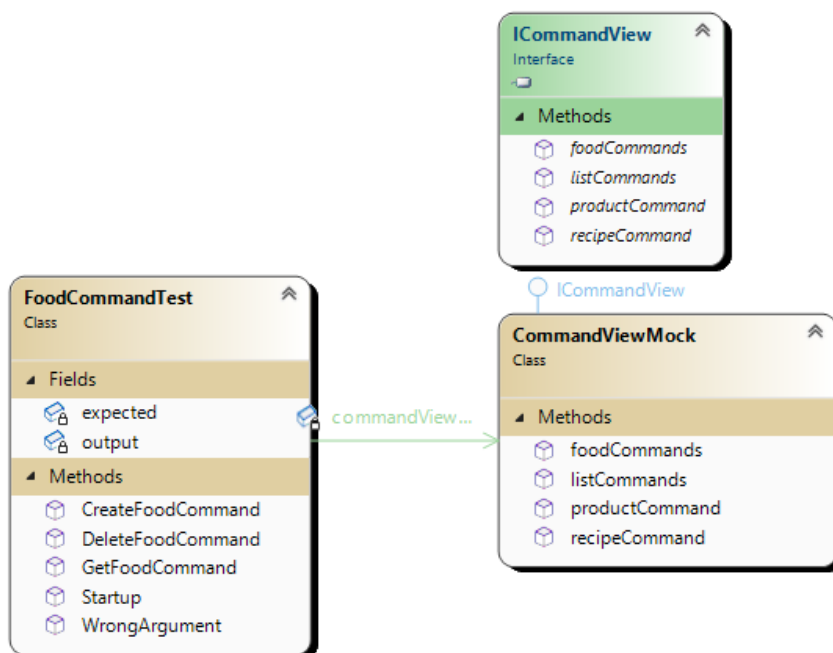 ICommandView
Interface
Methods
foodCommands
listCommands
productCommand
recipeCommand
ICommandView
FoodCommandTest
Class
Fields
expected
output
Methods
CreateFoodCommand
DeleteFoodCommand
GetFoodCommand
Startup
WrongArgument
commandView...
CommandViewMock
Class
Methods
foodCommands
listCommands
productCommand
recipeCommand